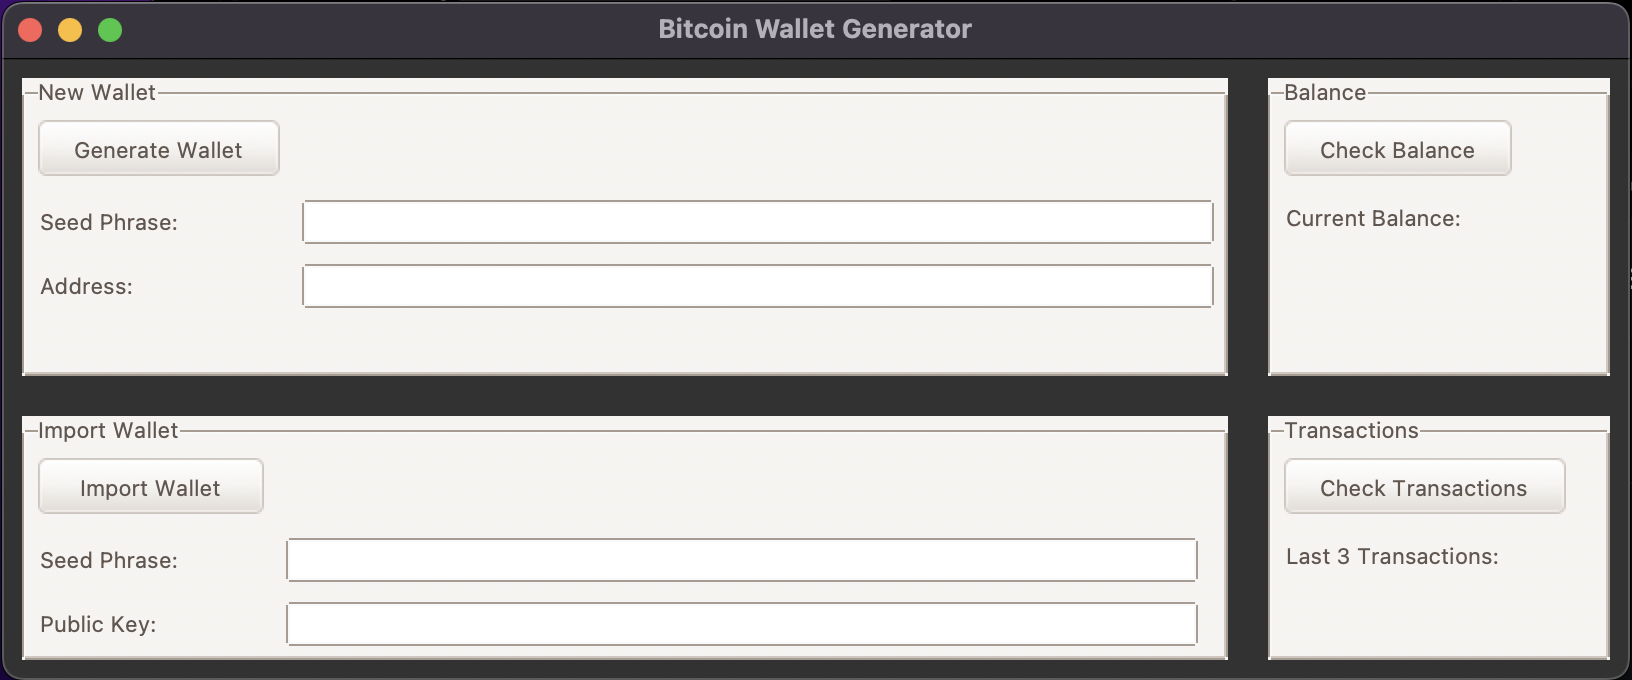 Bitcoin Wallet Generator
New Wallet
Generate Wallet
Seed Phrase:
Address:
Balance
Check Balance
Current Balance:
Import Wallet
Import Wallet
Seed Phrase:
Public Key:
Transactions
Check Transactions
Last 3 Transactions: